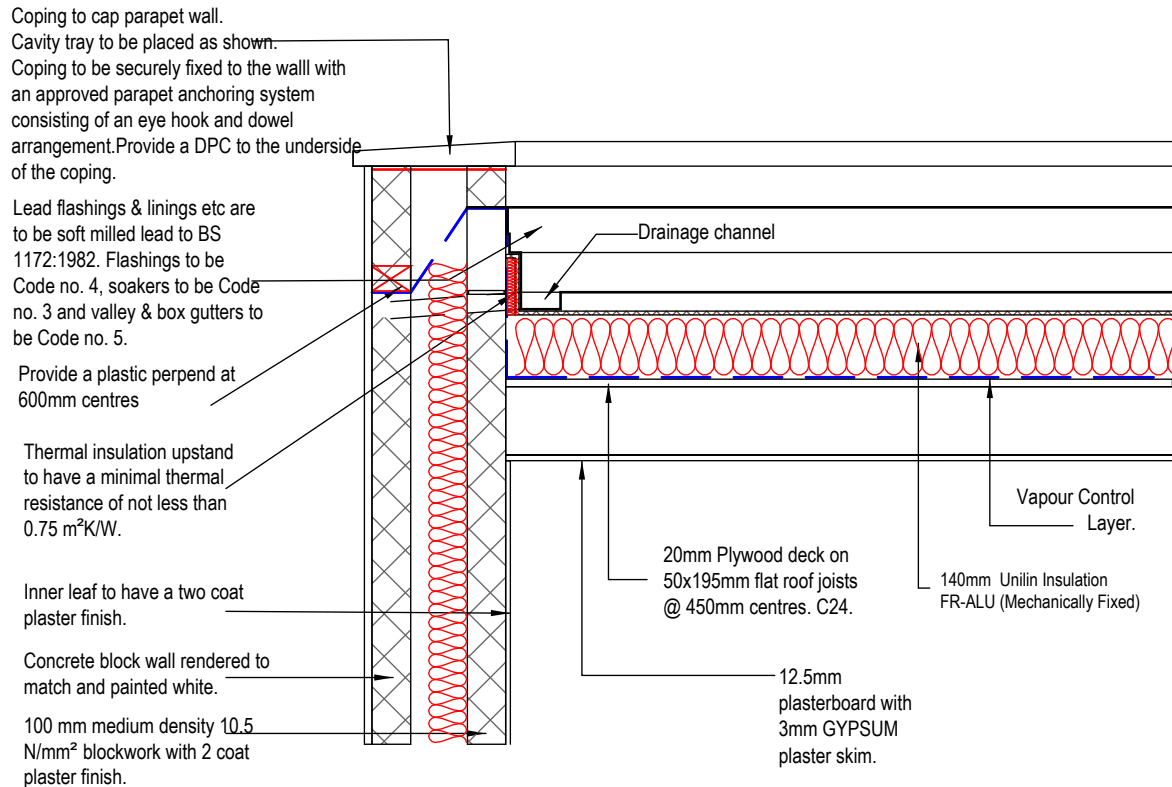 Coping to cap parapet wall.
Cavity tray to be placed as shown.
Coping to be securely fixed to the walll with
an approved parapet anchoring system
consisting of an eye hook and dowel
arrangement.Provide a DPC to the underside
of the coping.
Lead flashings & linings etc are
to be soft milled lead to BS
1172:1982. Flashings to be
Code no. 4, soakers to be Code
no. 3 and valley & box gutters to
be Code no. 5.
Provide a plastic perpend at
600mm centres
Thermal insulation upstand
to have a minimal thermal
resistance of not less than
0.75 m²K/W.
Inner leaf to have a two coat
plaster finish.
Concrete block wall rendered to
match and painted white.
100 mm medium density 10.5
N/mm² blockwork with 2 coat
plaster finish.
Drainage channel
Vapour Control
Layer.
20mm Plywood deck on
50x195mm flat roof joists
@ 450mm centres. C24.
140mm Unilin Insulation
FR-ALU (Mechanically Fixed)
12.5mm
plasterboard with
3mm GYPSUM
plaster skim.